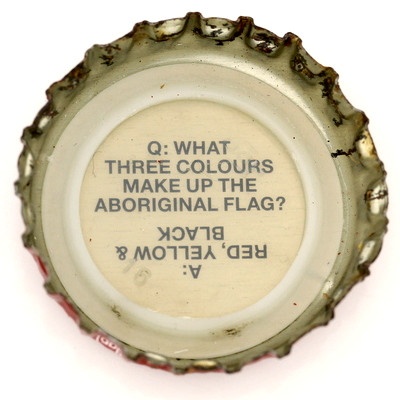 Q: WHAT
THREE COLOURS
MAKE UP THE
ABORIGINAL FLAG?
A:
RED, YELLOW &
BLACK